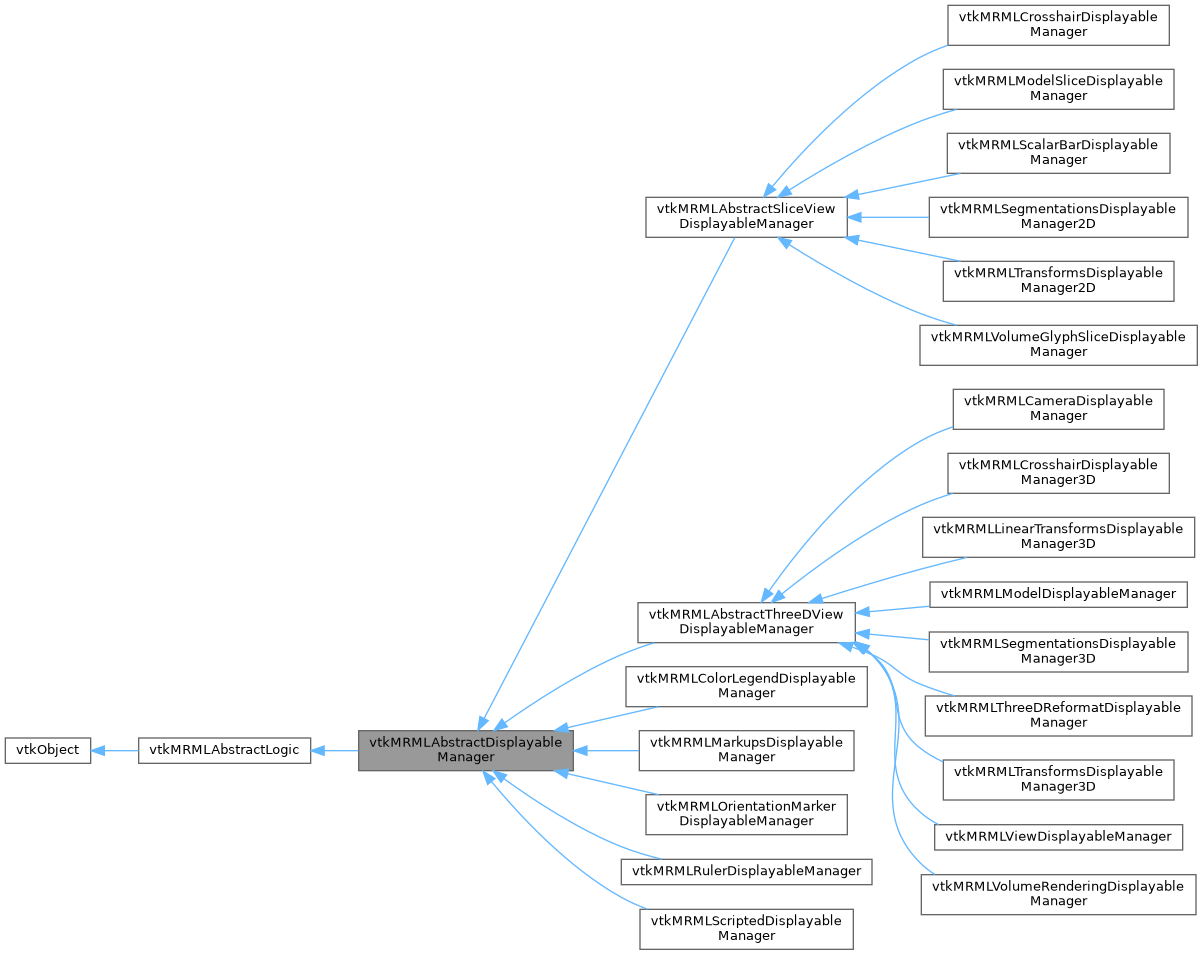 vtkMRMLCrosshairDisplayable
Manager
vtkMRMLModelSliceDisplayable
Manager
vtkMRMLScalarBarDisplayable
Manager
vtkMRMLAbstractSliceView
DisplayableManager
vtkMRMLSegmentationsDisplayable
Manager2D
vtkMRMLTransformsDisplayable
Manager2D
vtkMRMLVolumeGlyphSliceDisplayable
Manager
vtkMRMLCameraDisplayable
Manager
vtkMRMLCrosshairDisplayable
Manager3D
vtkMRMLLinearTransformsDisplayable
Manager3D
vtkMRMLModelDisplayableManager
vtkMRMLAbstractThreeDView
DisplayableManager
vtkMRMLSegmentationsDisplayable
Manager3D
vtkMRMLColorLegendDisplayable
Manager
vtkMRMLThreeDReformatDisplayable
Manager
vtkObject
vtkMRMLAbstractLogic
vtkMRMLAbstractDisplayable
Manager
vtkMRMLMarkupsDisplayable
Manager
vtkMRMLTransformsDisplayable
Manager3D
vtkMRMLOrientationMarker
DisplayableManager
vtkMRMLViewDisplayableManager
vtkMRMLRulerDisplayableManager
vtkMRMLVolumeRenderingDisplayable
Manager
vtkMRMLScriptedDisplayable
Manager